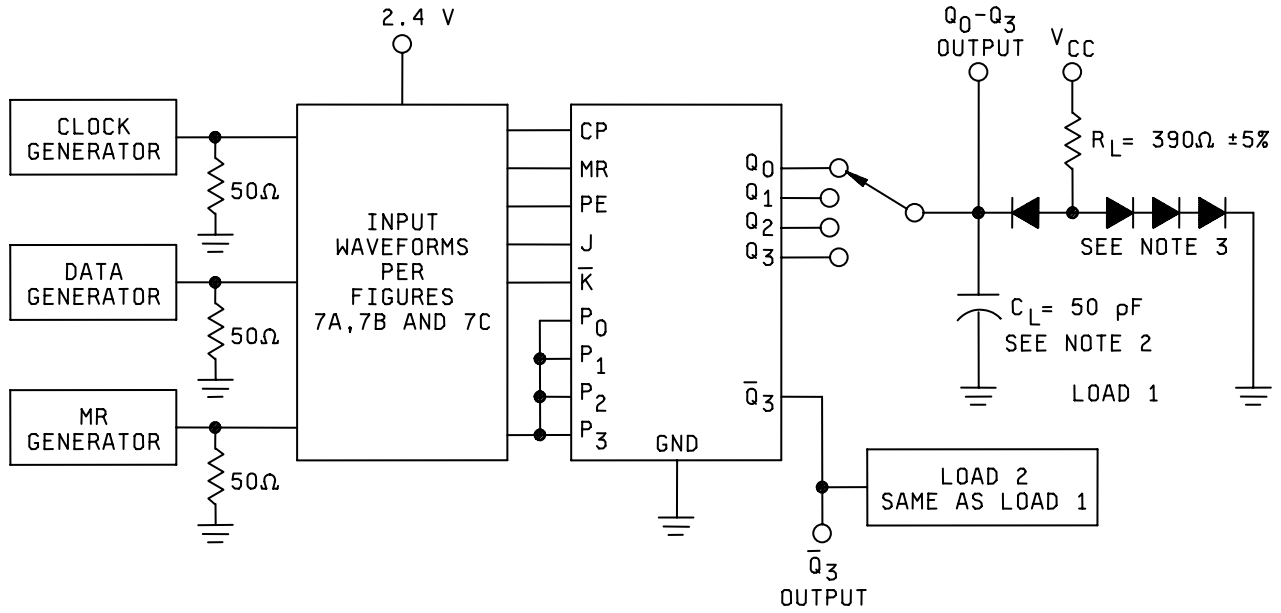 2.4 V
CLOCK
GENERATOR
50Ω
DATA
GENERATOR
50Ω
MR
GENERATOR
50Ω
INPUT
WAVEFORMS
PER
FIGURES
7A,7B AND 7C
CP
MR
PE
J
K̅
P0
P1
P2
P3
GND
Q0
Q1
Q2
Q3
Q̅3
Q0-Q3
OUTPUT
VCC
RL= 390Ω ±5%
SEE NOTE 3
CL= 50 pF
SEE NOTE 2
LOAD 1
LOAD 2
SAME AS LOAD 1
Q̅3
OUTPUT